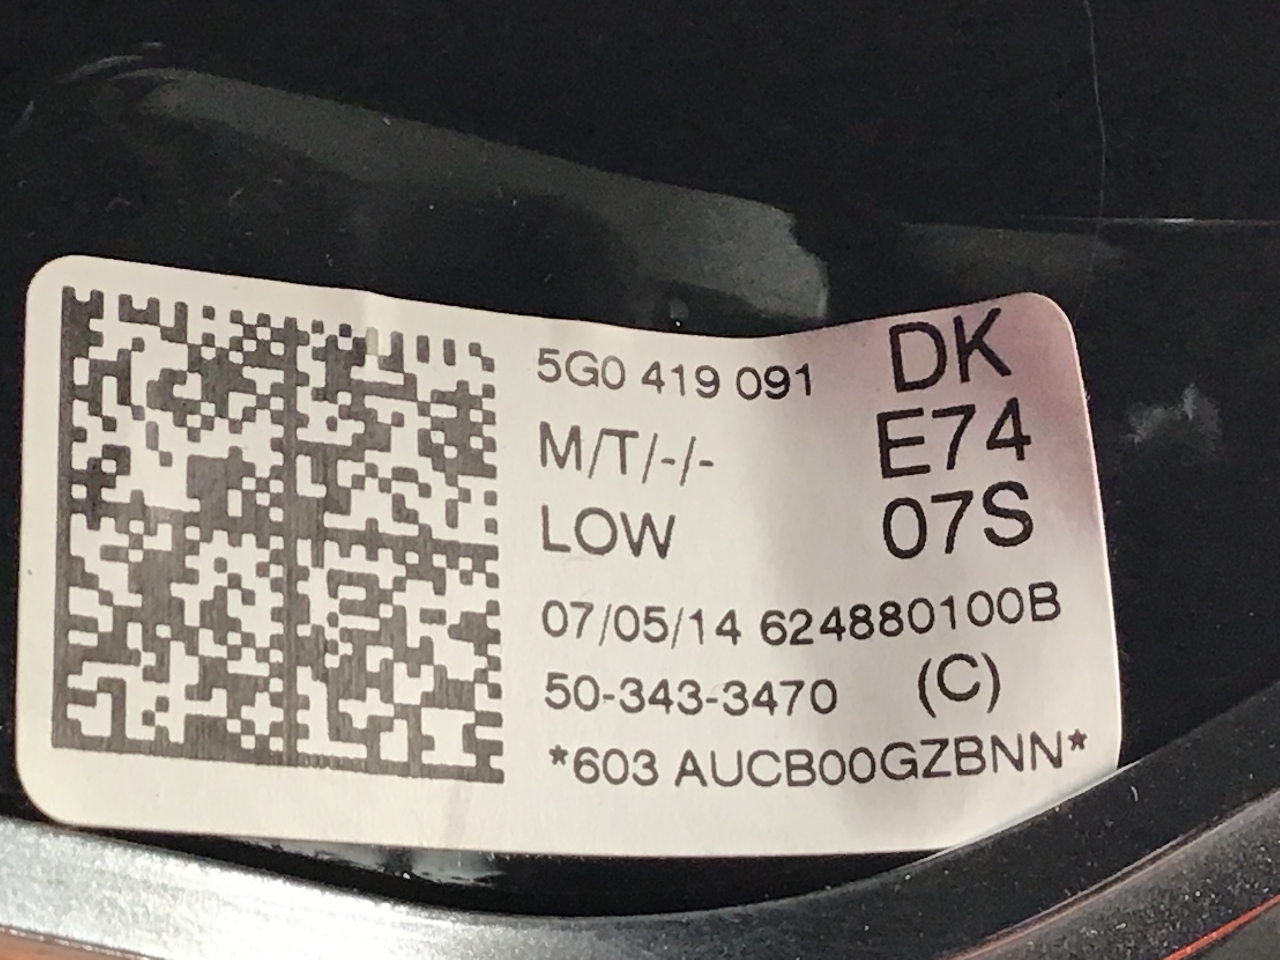 5G0 419 091
DK
M/T/-/-
E74
LOW
07S
07/05/14 624880100B
50-343-3470 (C)
*603 AUCB00GZBNN*